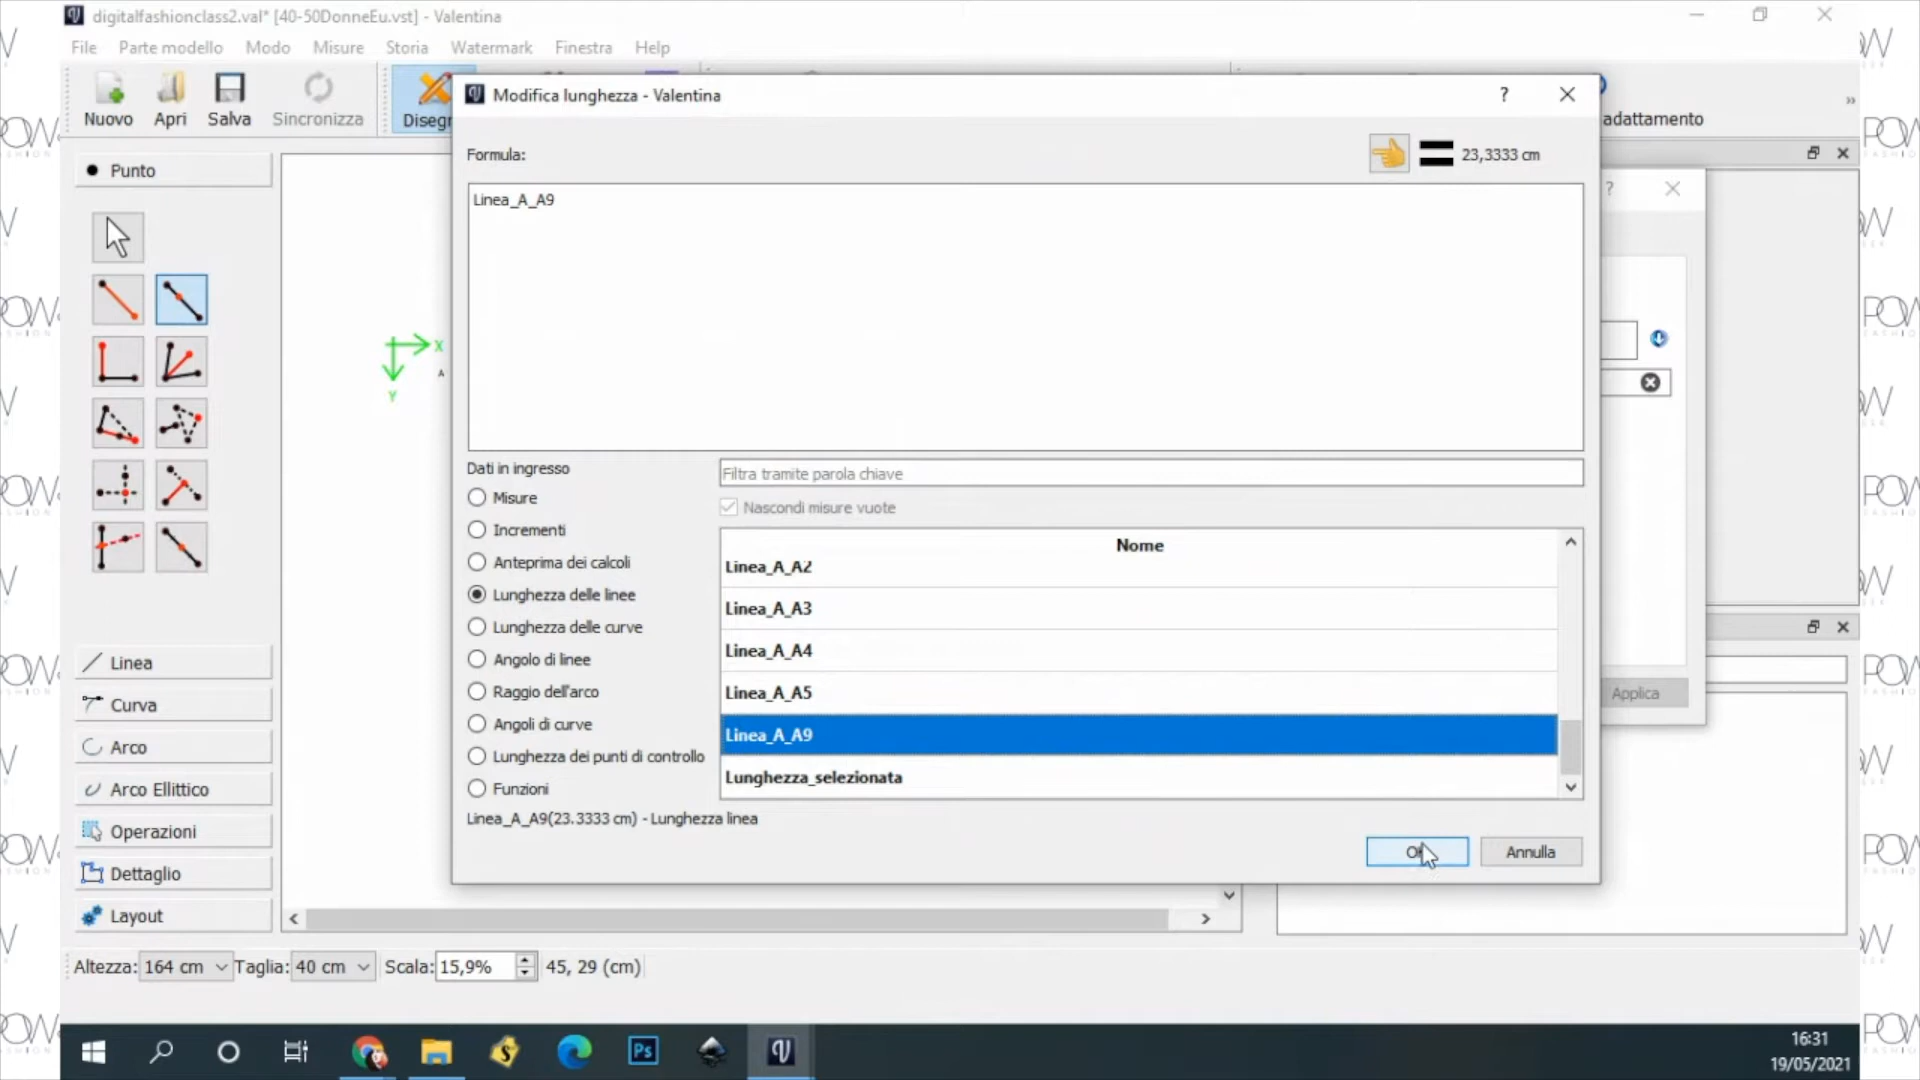 digitalfashionclass2.val* [40-50DonneEu.vst] - Valentina
File Parte modello Modo Misure Storia Watermark Finestra Help
Nuovo Apri Salva Sincronizza Disegn
adattamento
Modifica lunghezza - Valentina
Formula:
23,3333 cm
Linea_A_A9
Punto
X
A
Y
Dati in ingresso
Filtra tramite parola chiave
Misure
Nascondi misure vuote
Incrementi
Nome
Anteprima dei calcoli
Linea_A_A2
Lunghezza delle linee
Linea_A_A3
Lunghezza delle curve
Linea_A_A4
Angolo di linee
Linea_A_A5
Raggio dell'arco
Linea_A_A9
Angoli di curve
Lunghezza dei punti di controllo
Lunghezza_selezionata
Funzioni
Linea_A_A9(23.3333 cm) - Lunghezza linea
OK Annulla
Applica
Linea
Curva
Arco
Arco Ellittico
Operazioni
Dettaglio
Layout
Altezza: 164 cm Taglia: 40 cm Scala: 15,9% 45, 29 (cm)
Ps
16:31
19/05/2021